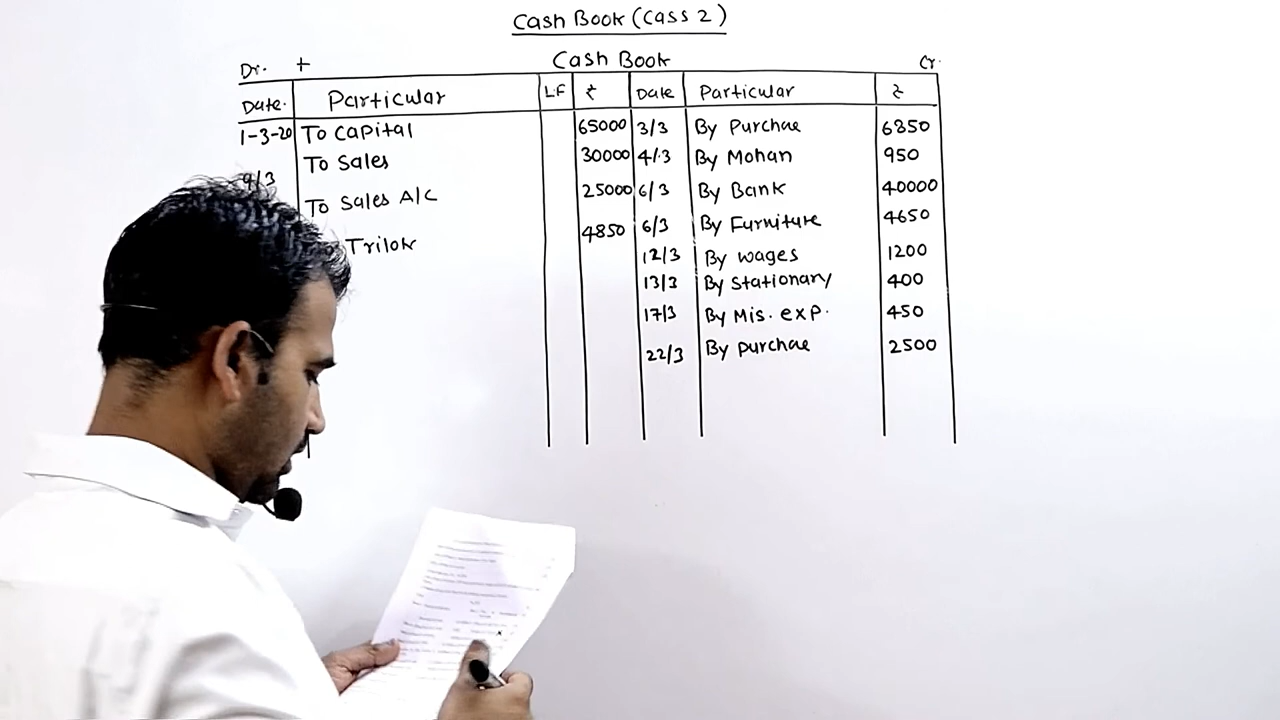 Cash Book (Cass 2)
Dr. + Cash Book Cr.
Date. Particular L.F ₹ Date Particular ₹
1-3-20 To Capital 65000 3/3 By Purchae 6850
To Sales 30000 4/3 By Mohan 950
9/3 To Sales A/C 25000 6/3 By Bank 40000
Trilok 4850 6/3 By Furniture 4650
12/3 By wages 1200
13/3 By Stationary 400
17/3 By Mis. exp. 450
22/3 By purchae 2500